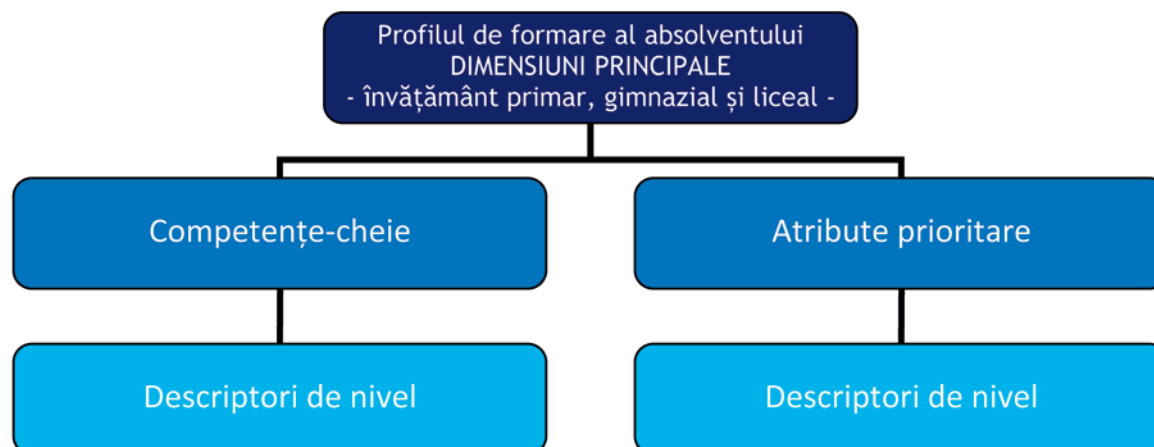 Profilul de formare al absolventului
DIMENSIUNI PRINCIPALE
- învățământ primar, gimnazial și liceal -
Competențe-cheie
Atribute prioritare
Descriptori de nivel
Descriptori de nivel